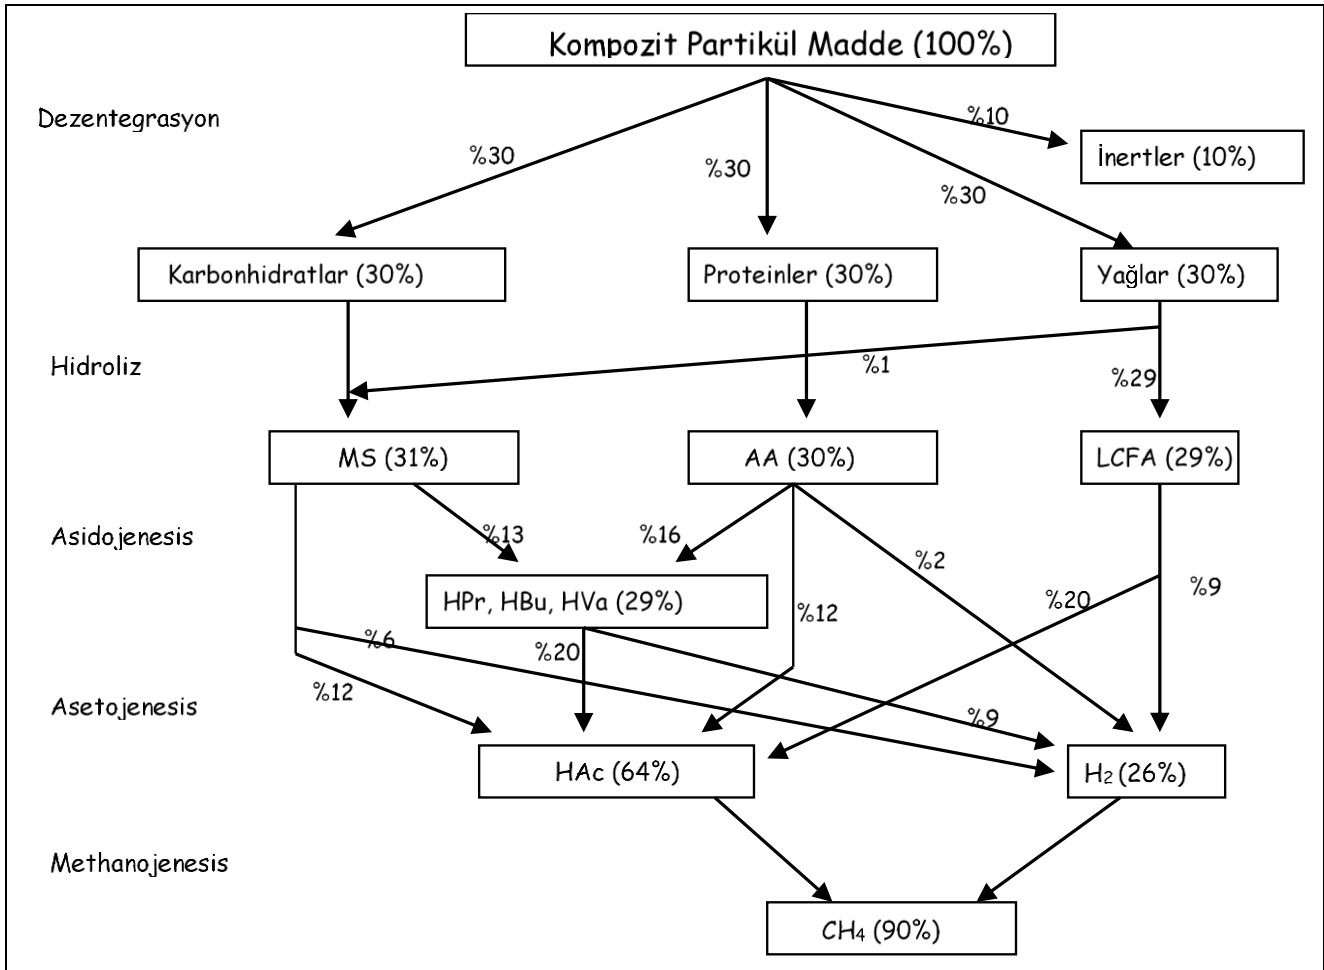 Kompozit Partikül Madde (100%)
Dezentegrasyon
%10
İnertler (10%)
%30
%30
%30
Karbonhidratlar (30%)
Proteinler (30%)
Yağlar (30%)
Hidroliz
%1
%29
MS (31%)
AA (30%)
LCFA (29%)
Asidojenesis
%13
%16
%2
%9
HPr, HBu, HVa (29%)
%12
%20
%6
%20
%12
Asetojenesis
%9
HAc (64%)
H₂ (26%)
Methanojenesis
CH₄ (90%)